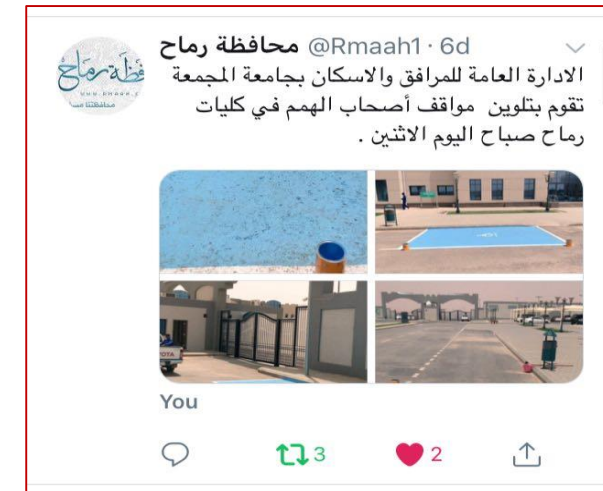 محافظة رماح @Rmaah1 · 6d
الادارة العامة للمرافق والاسكان بجامعة المجمعة
تقوم بتلوين مواقف أصحاب الهمم في كليات
رماح صباح اليوم الاثنين .
You
3
2